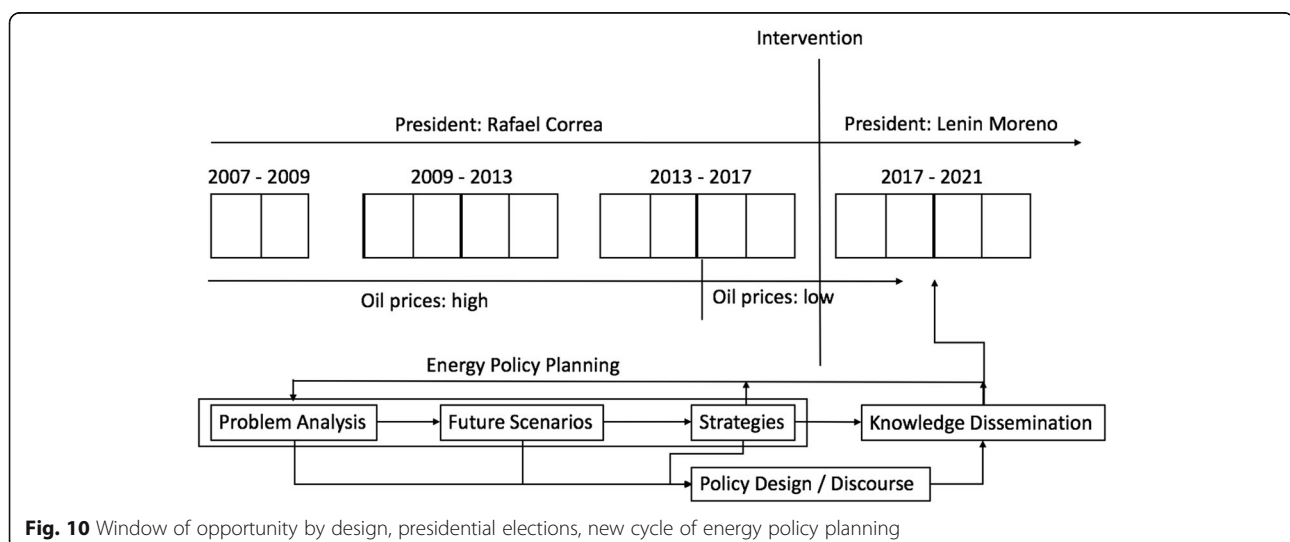 Intervention
President: Rafael Correa
President: Lenin Moreno
2007 - 2009
2009 - 2013
2013 - 2017
2017 - 2021
Oil prices: high
Oil prices: low
Energy Policy Planning
Problem Analysis
Future Scenarios
Strategies
Knowledge Dissemination
Policy Design / Discourse
Fig. 10 Window of opportunity by design, presidential elections, new cycle of energy policy planning